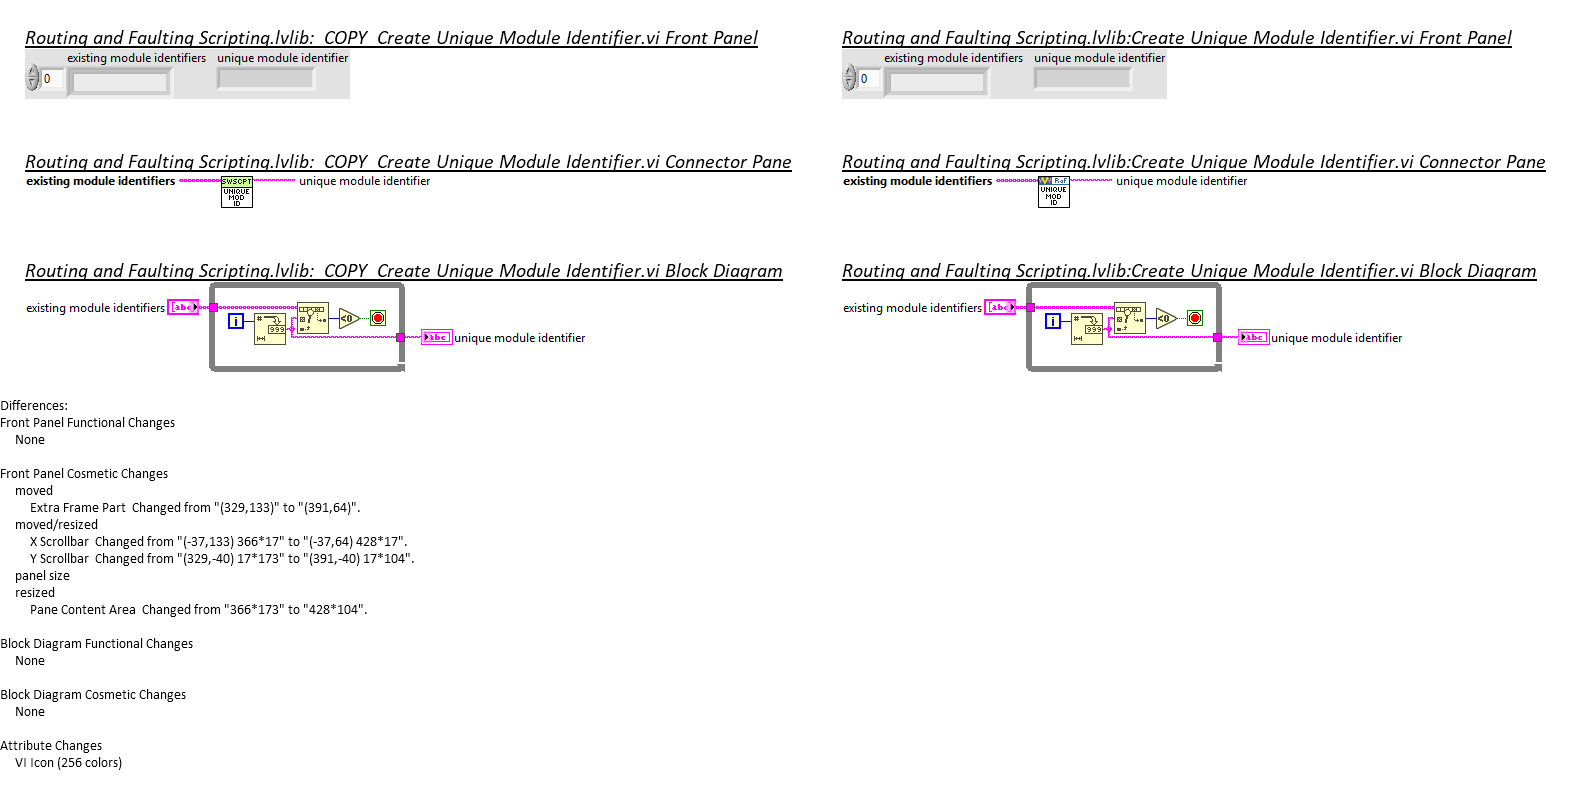 Routing and Faulting Scripting.lvlib:_COPY_Create Unique Module Identifier.vi Front Panel
existing module identifiers unique module identifier
0
Routing and Faulting Scripting.lvlib:Create Unique Module Identifier.vi Front Panel
existing module identifiers unique module identifier
0
Routing and Faulting Scripting.lvlib:_COPY_Create Unique Module Identifier.vi Connector Pane
existing module identifiers
SWSCPT
UNIQUE
MOD
ID
unique module identifier
Routing and Faulting Scripting.lvlib:Create Unique Module Identifier.vi Connector Pane
existing module identifiers
RaF
UNIQUE
MOD
ID
unique module identifier
Routing and Faulting Scripting.lvlib:_COPY_Create Unique Module Identifier.vi Block Diagram
existing module identifiers
abc
i
#
999
<0
abc
unique module identifier
Routing and Faulting Scripting.lvlib:Create Unique Module Identifier.vi Block Diagram
existing module identifiers
abc
i
#
999
<0
abc
unique module identifier
Differences:
Front Panel Functional Changes
None
Front Panel Cosmetic Changes
moved
Extra Frame Part Changed from "(329,133)" to "(391,64)".
moved/resized
X Scrollbar Changed from "(-37,133) 366*17" to "(-37,64) 428*17".
Y Scrollbar Changed from "(329,-40) 17*173" to "(391,-40) 17*104".
panel size
resized
Pane Content Area Changed from "366*173" to "428*104".
Block Diagram Functional Changes
None
Block Diagram Cosmetic Changes
None
Attribute Changes
VI Icon (256 colors)